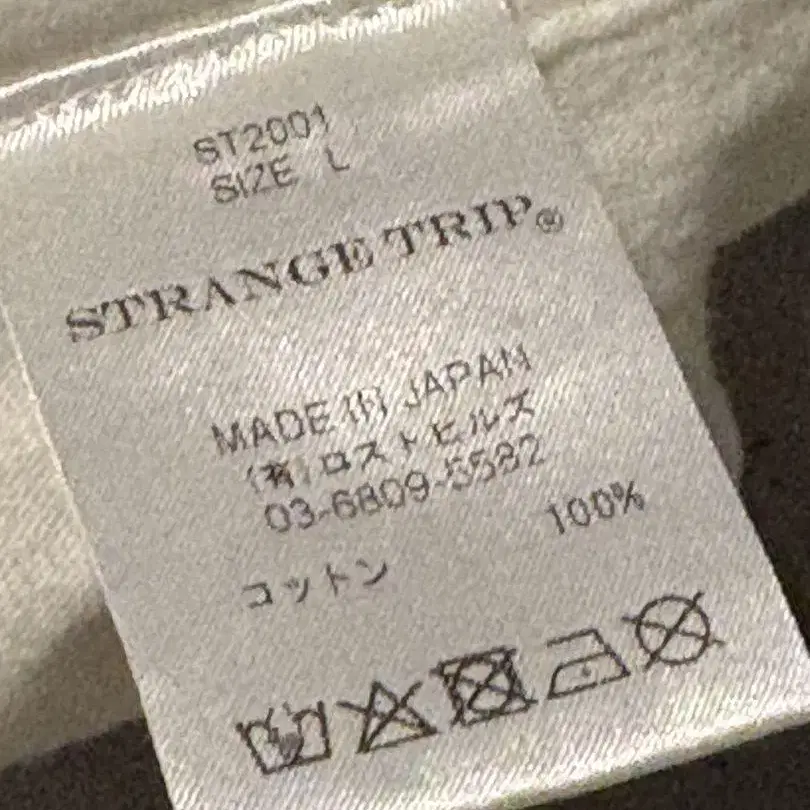 ST2001
SIZE L
STRANGE TRIP®
MADE IN JAPAN
(有)ロストヒルズ
03-6809-5582
コットン 100%